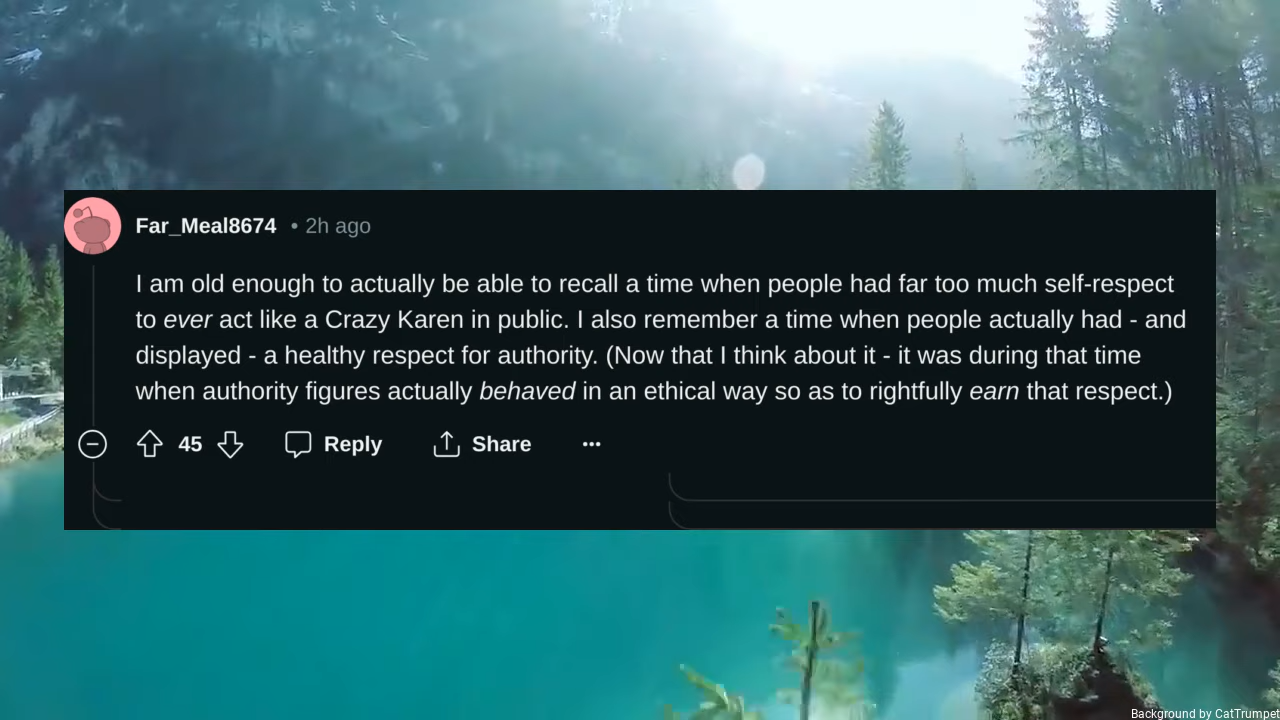 Far_Meal8674 • 2h ago
I am old enough to actually be able to recall a time when people had far too much self-respect
to ever act like a Crazy Karen in public. I also remember a time when people actually had - and
displayed - a healthy respect for authority. (Now that I think about it - it was during that time
when authority figures actually behaved in an ethical way so as to rightfully earn that respect.)
45 Reply Share ...
Background by CatTrumpet